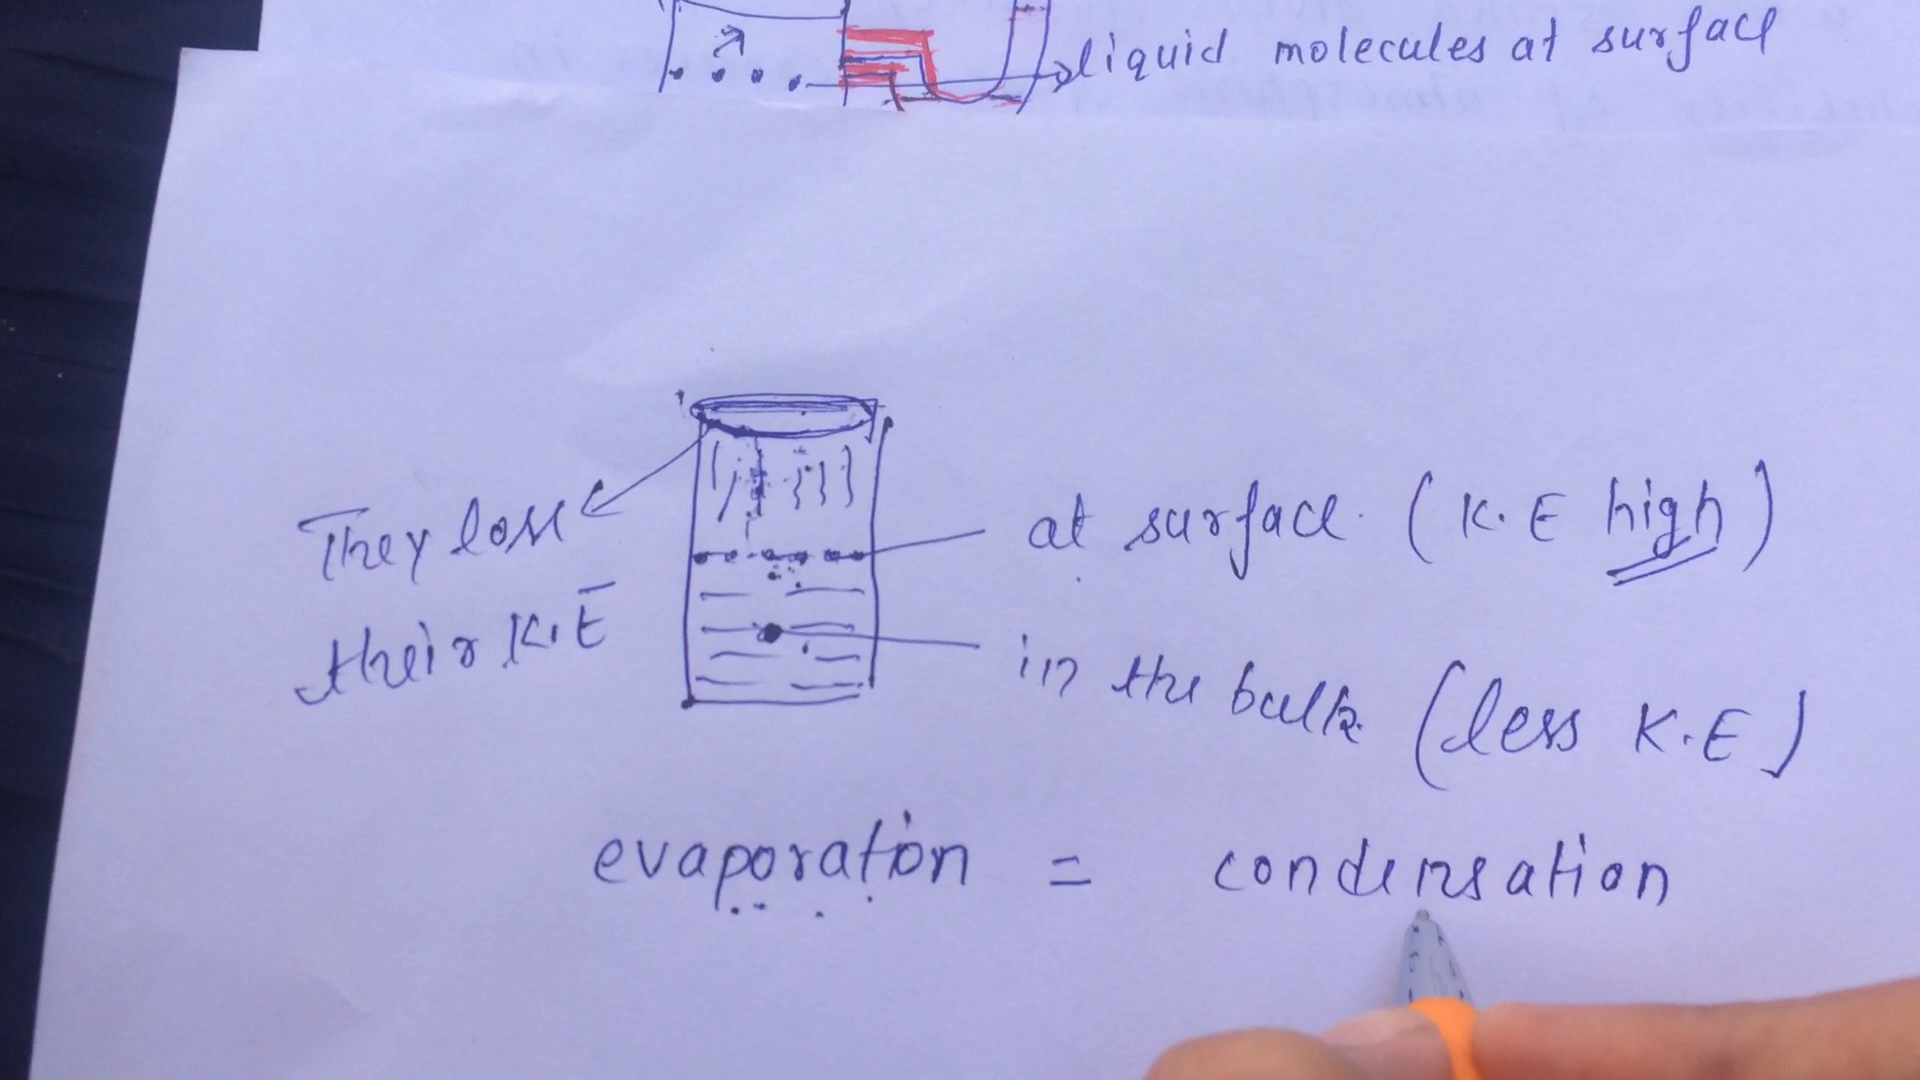 liquid molecules at surface
They loss
their K.E
at surface. (K.E high)
in the bulk (less K.E)
evaporation = condensation